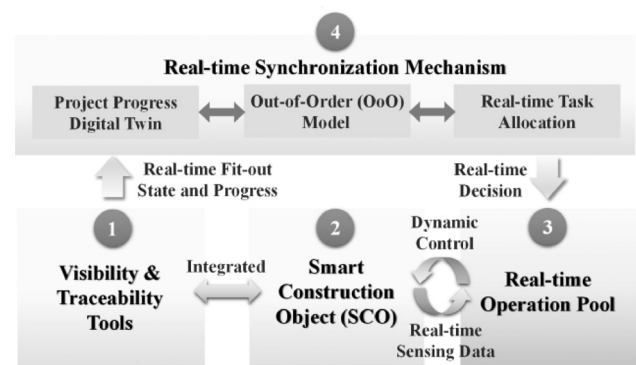 4
Real-time Synchronization Mechanism
Project Progress
Digital Twin
Out-of-Order (OoO)
Model
Real-time Task
Allocation
Real-time Fit-out
State and Progress
Real-time
Decision
1
Visibility &
Traceability
Tools
Integrated
2
Smart
Construction
Object (SCO)
Dynamic
Control
Real-time
Sensing Data
3
Real-time
Operation Pool